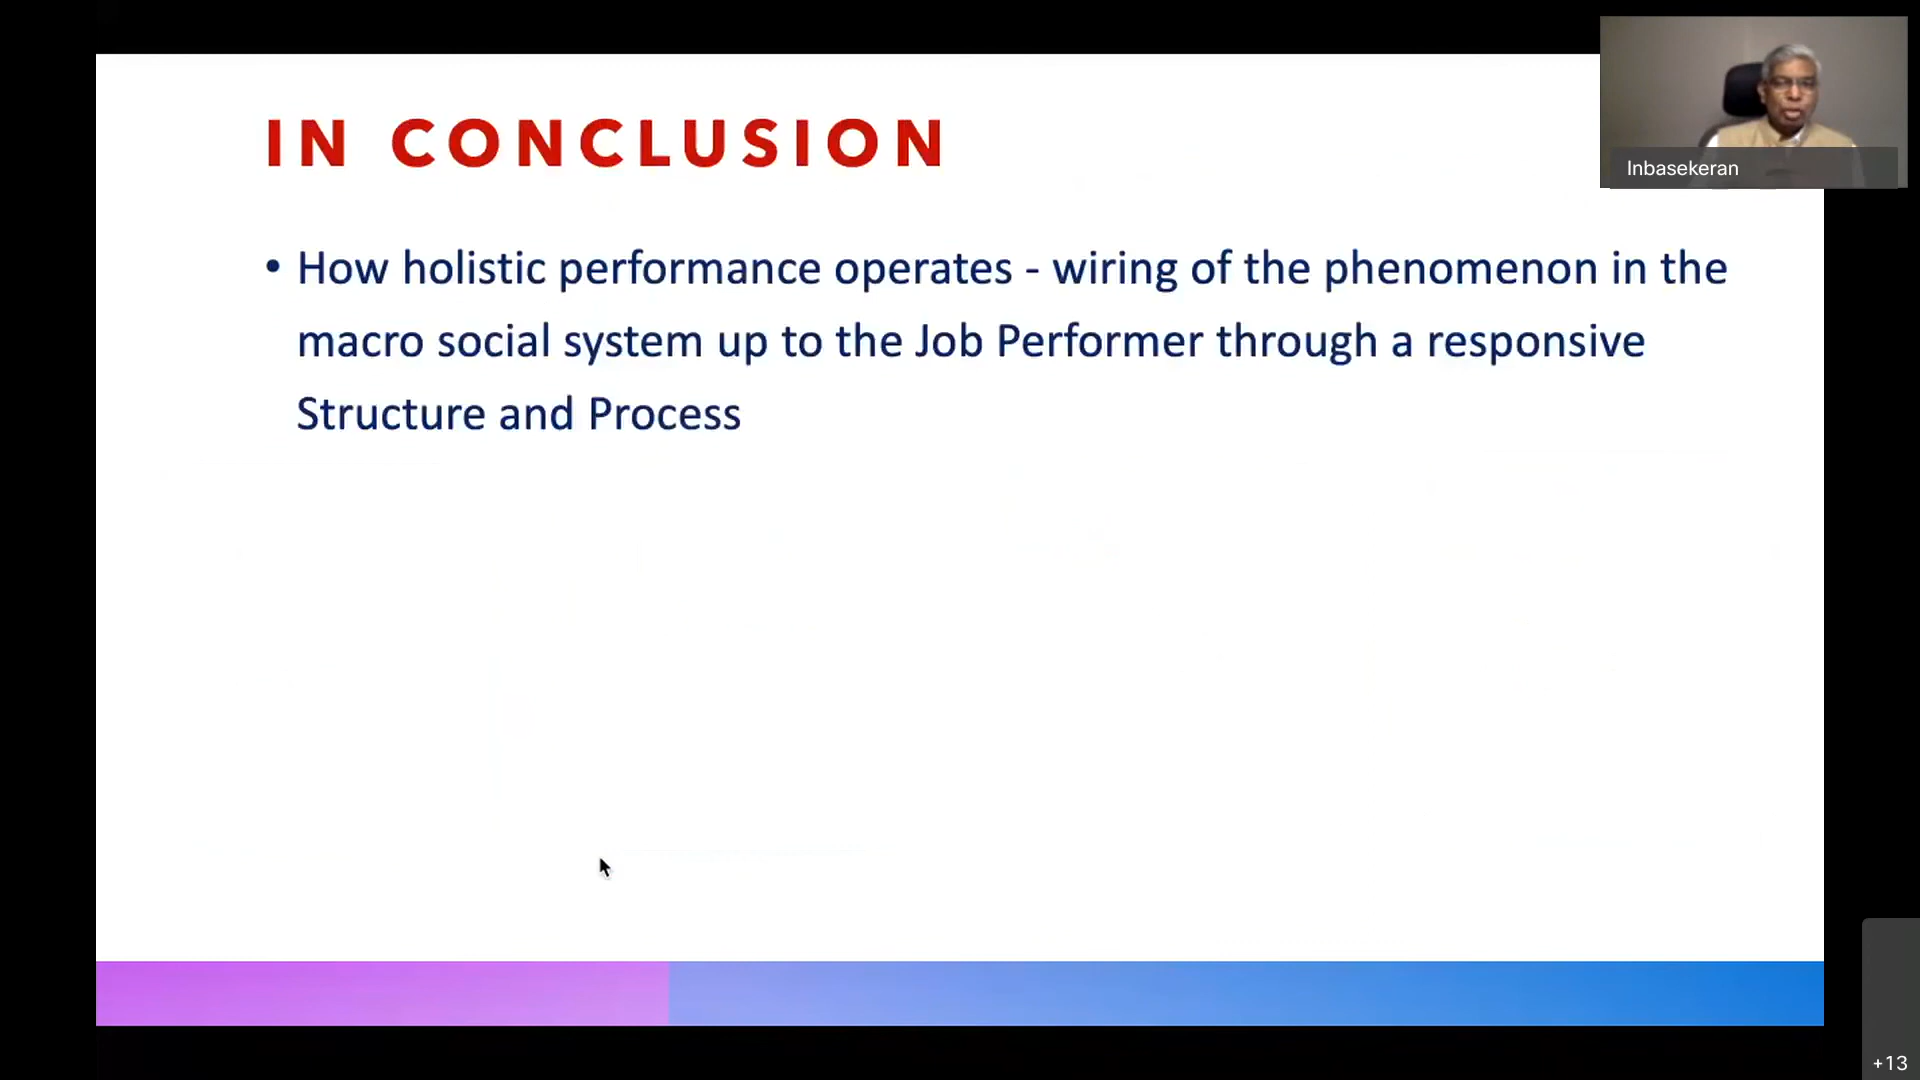 IN CONCLUSION
Inbasekeran
• How holistic performance operates - wiring of the phenomenon in the
macro social system up to the Job Performer through a responsive
Structure and Process
+13